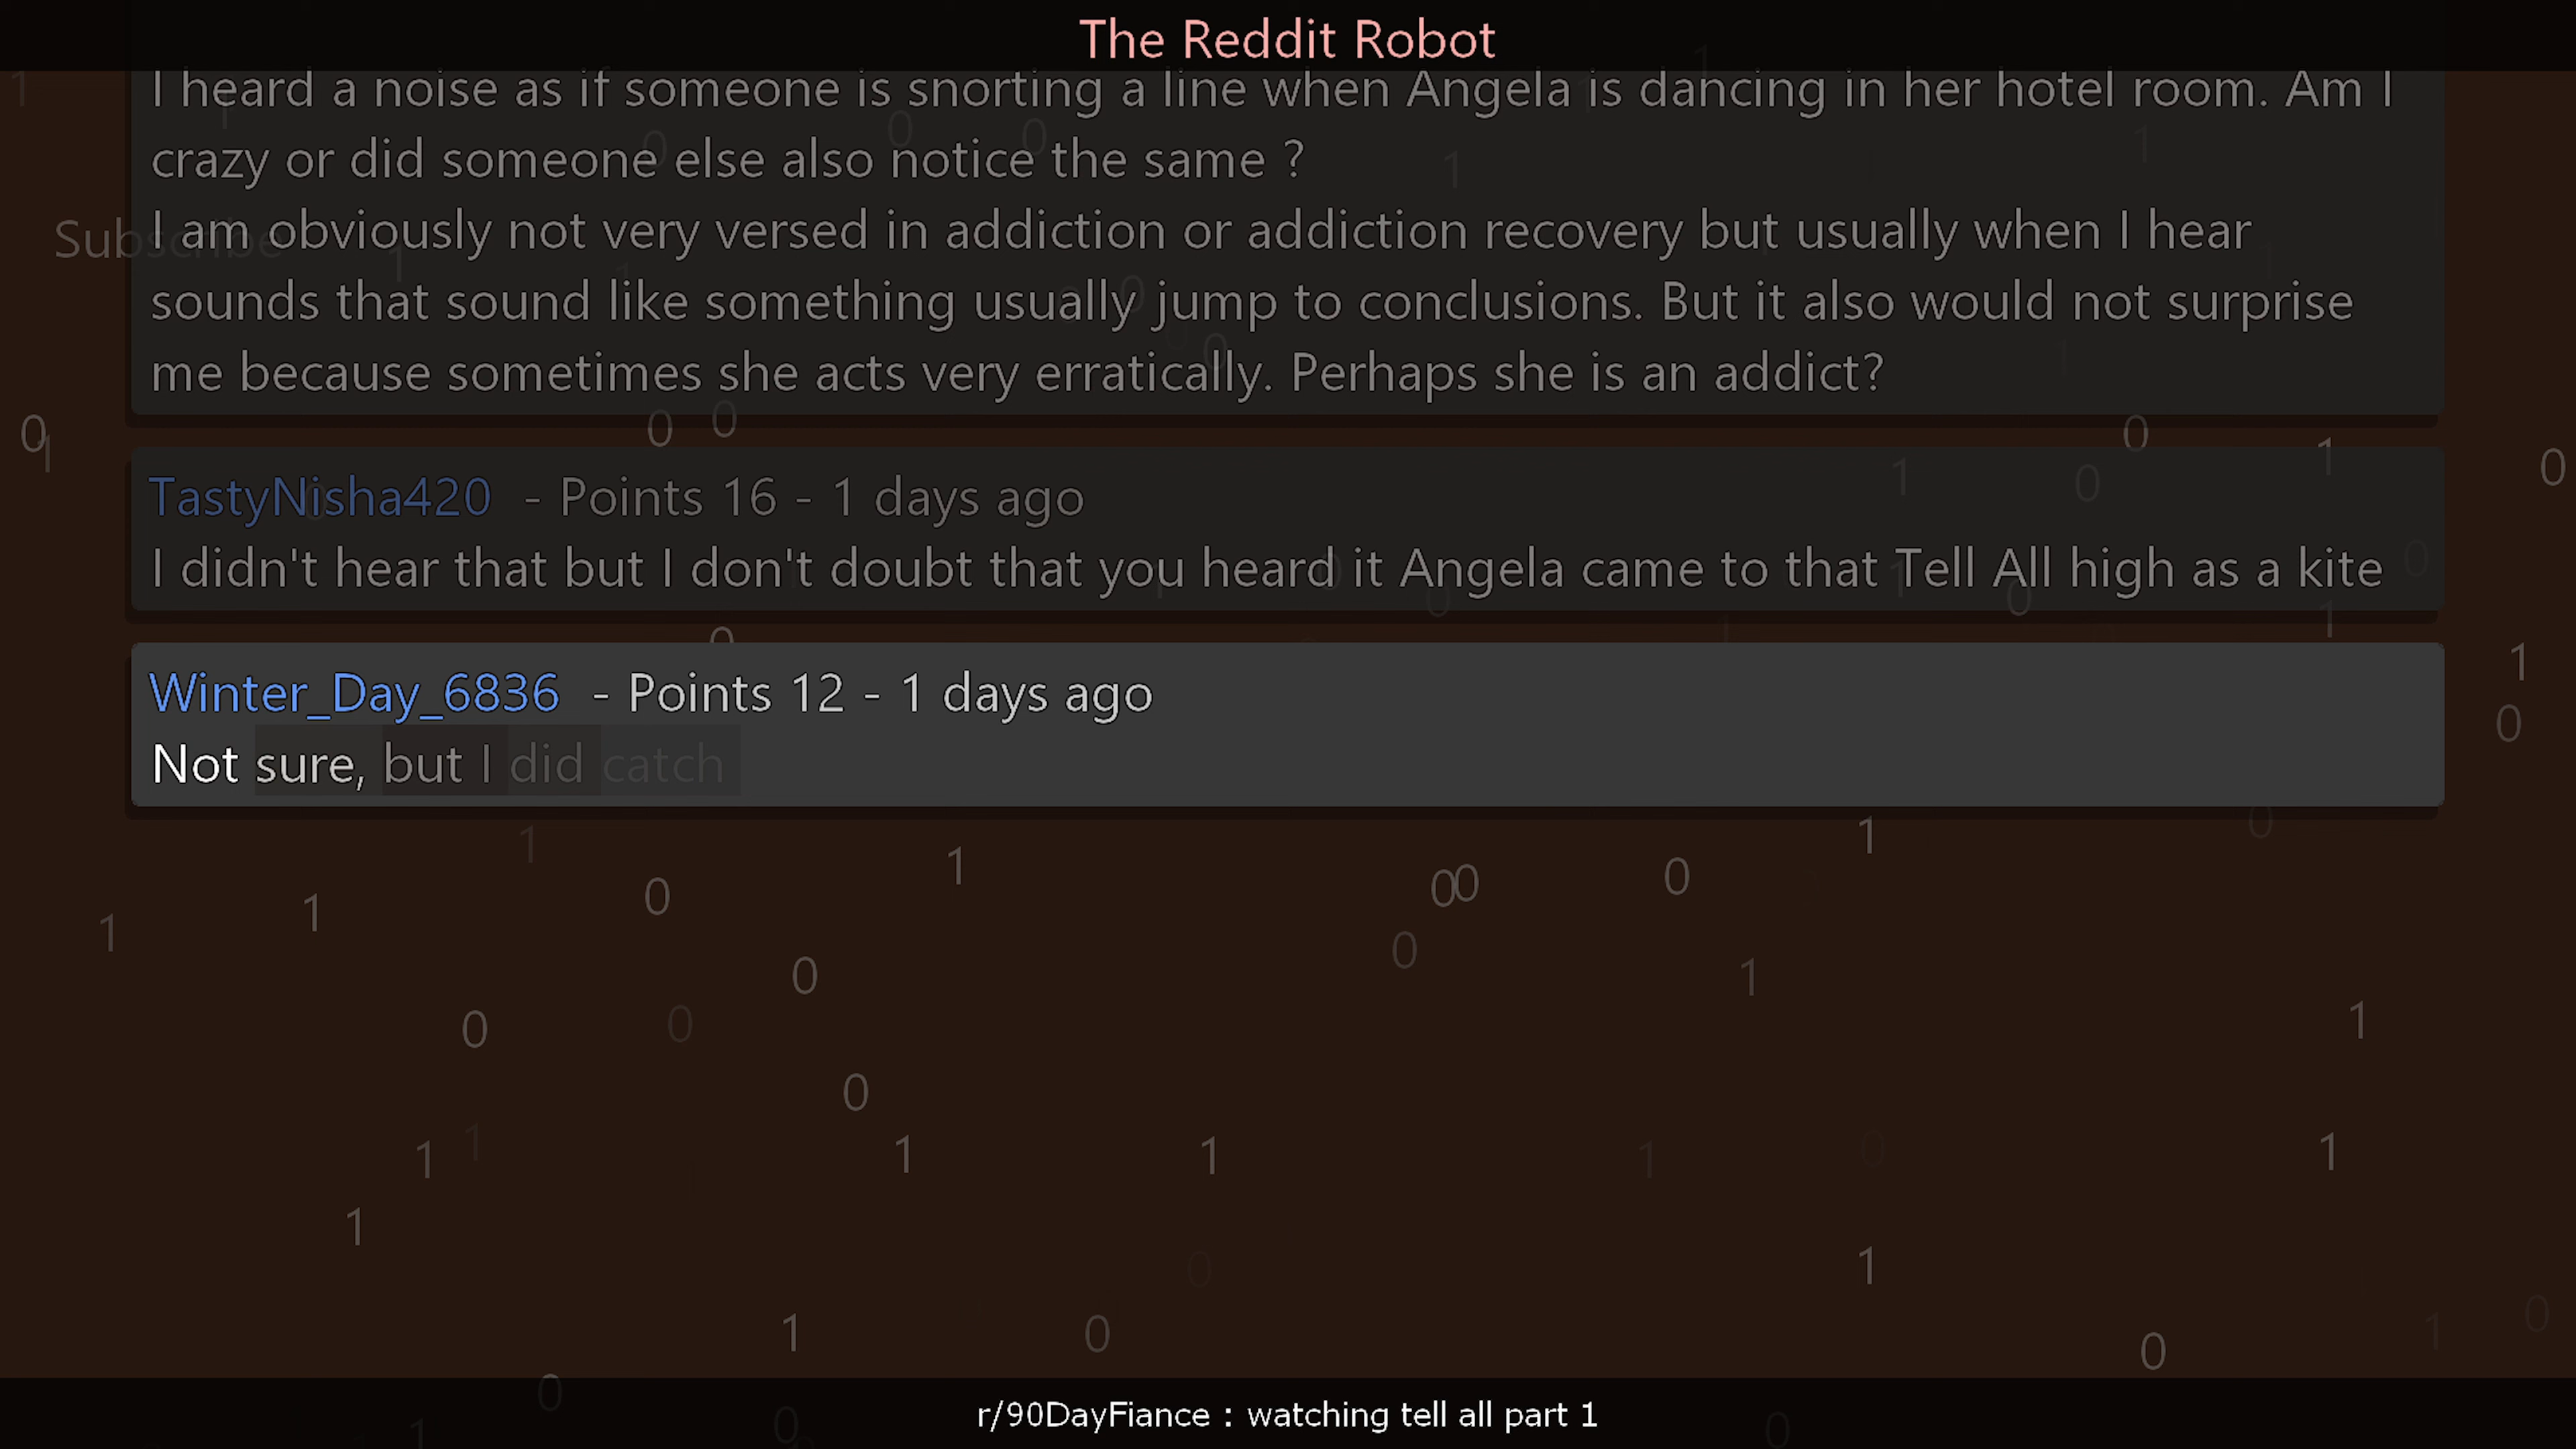 The Reddit Robot
I heard a noise as if someone is snorting a line when Angela is dancing in her hotel room. Am I
crazy or did someone else also notice the same ?
Subscribe
I am obviously not very versed in addiction or addiction recovery but usually when I hear
sounds that sound like something usually jump to conclusions. But it also would not surprise
me because sometimes she acts very erratically. Perhaps she is an addict?
TastyNisha420 - Points 16 - 1 days ago
I didn't hear that but I don't doubt that you heard it Angela came to that Tell All high as a kite
Winter_Day_6836 - Points 12 - 1 days ago
Not sure, but I did catch
r/90DayFiance : watching tell all part 1